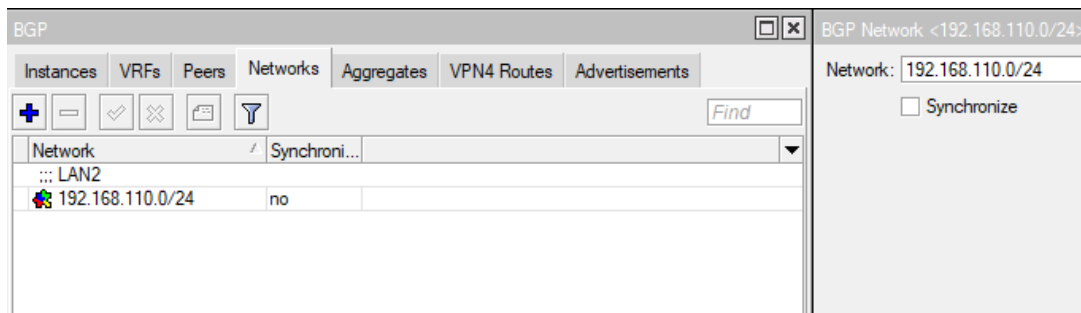 BGP
Instances VRFs Peers Networks Aggregates VPN4 Routes Advertisements
Find
Network Synchroni...
;;; LAN2
192.168.110.0/24 no
BGP Network <192.168.110.0/24>
Network: 192.168.110.0/24
Synchronize